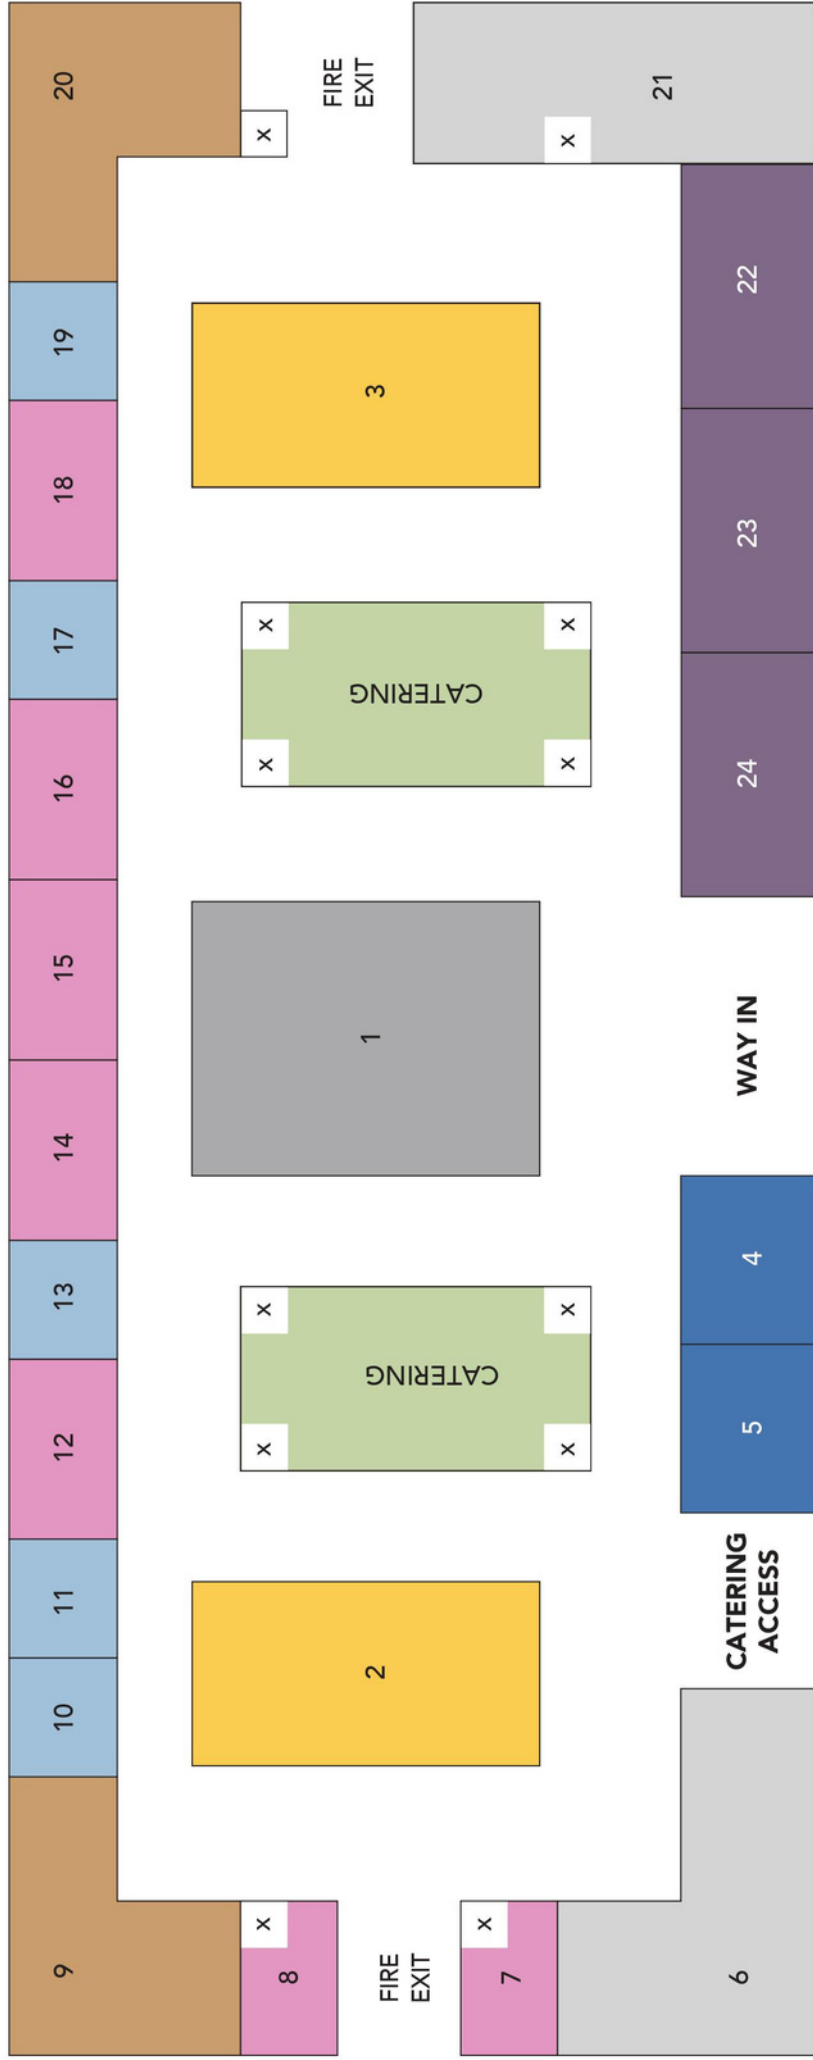 9
10
11
12
13
14
15
16
17
18
19
20
x
FIRE
EXIT
x
21
8
x
FIRE
EXIT
7
x
6
2
x
x
CATERING
x
x
1
x
x
CATERING
x
x
3
CATERING
ACCESS
5
4
WAY IN
24
23
22